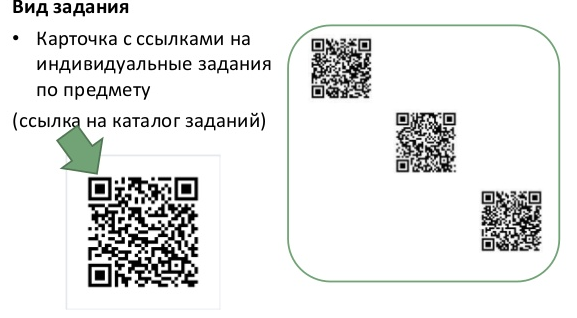 Вид задания
• Карточка с ссылками на
индивидуальные задания
по предмету
(ссылка на каталог заданий)